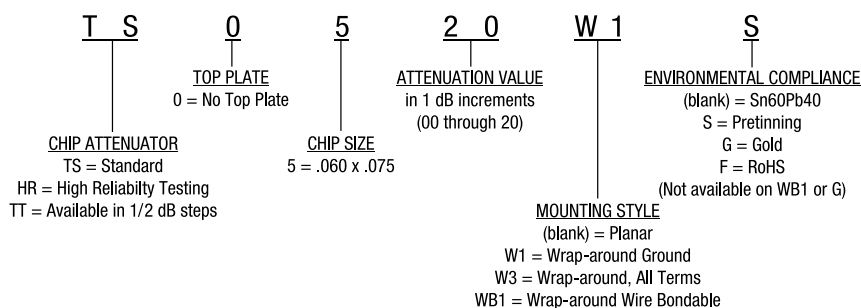 T S 0 5 2 0 W 1 S
TOP PLATE
0 = No Top Plate
ATTENUATION VALUE
in 1 dB increments
(00 through 20)
ENVIRONMENTAL COMPLIANCE
(blank) = Sn60Pb40
S = Pretinning
G = Gold
F = RoHS
(Not available on WB1 or G)
CHIP ATTENUATOR
TS = Standard
HR = High Reliabilty Testing
TT = Available in 1/2 dB steps
CHIP SIZE
5 = .060 x .075
MOUNTING STYLE
(blank) = Planar
W1 = Wrap-around Ground
W3 = Wrap-around, All Terms
WB1 = Wrap-around Wire Bondable